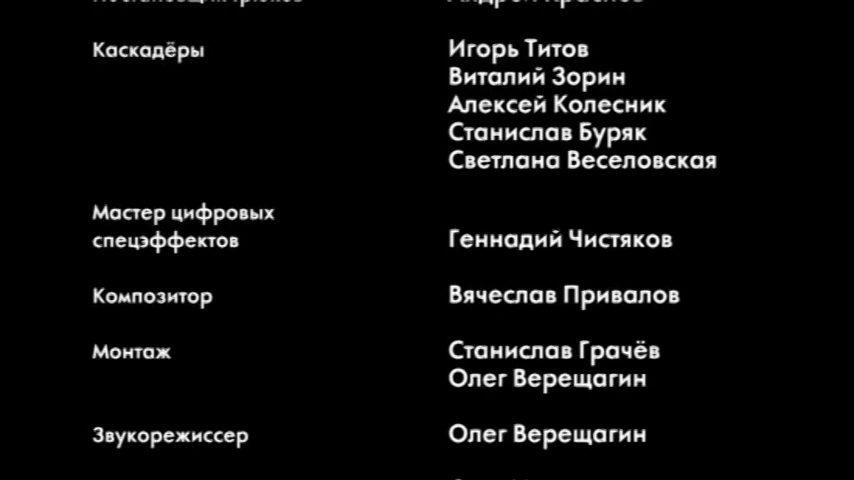 Каскадёры Игорь Титов
Виталий Зорин
Алексей Колесник
Станислав Буряк
Светлана Веселовская
Мастер цифровых
спецэффектов Геннадий Чистяков
Композитор Вячеслав Привалов
Монтаж Станислав Грачёв
Олег Верещагин
Звукорежиссер Олег Верещагин